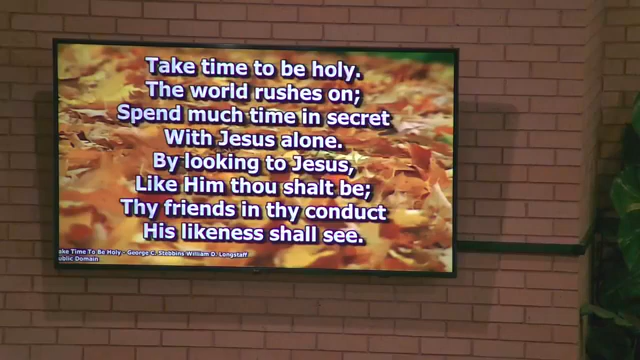 Take time to be holy.
The world rushes on;
Spend much time in secret
With Jesus alone.
By looking to Jesus,
Like Him thou shalt be;
Thy friends in thy conduct
His likeness shall see.
ake Time To Be Holy - George C. Stebbins William D. Longstaff
ublic Domain